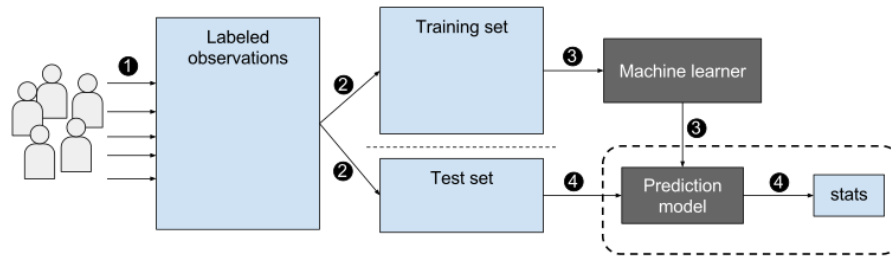 1
Labeled
observations
2
2
Training set
Test set
3
Machine learner
3
4
Prediction
model
4
stats